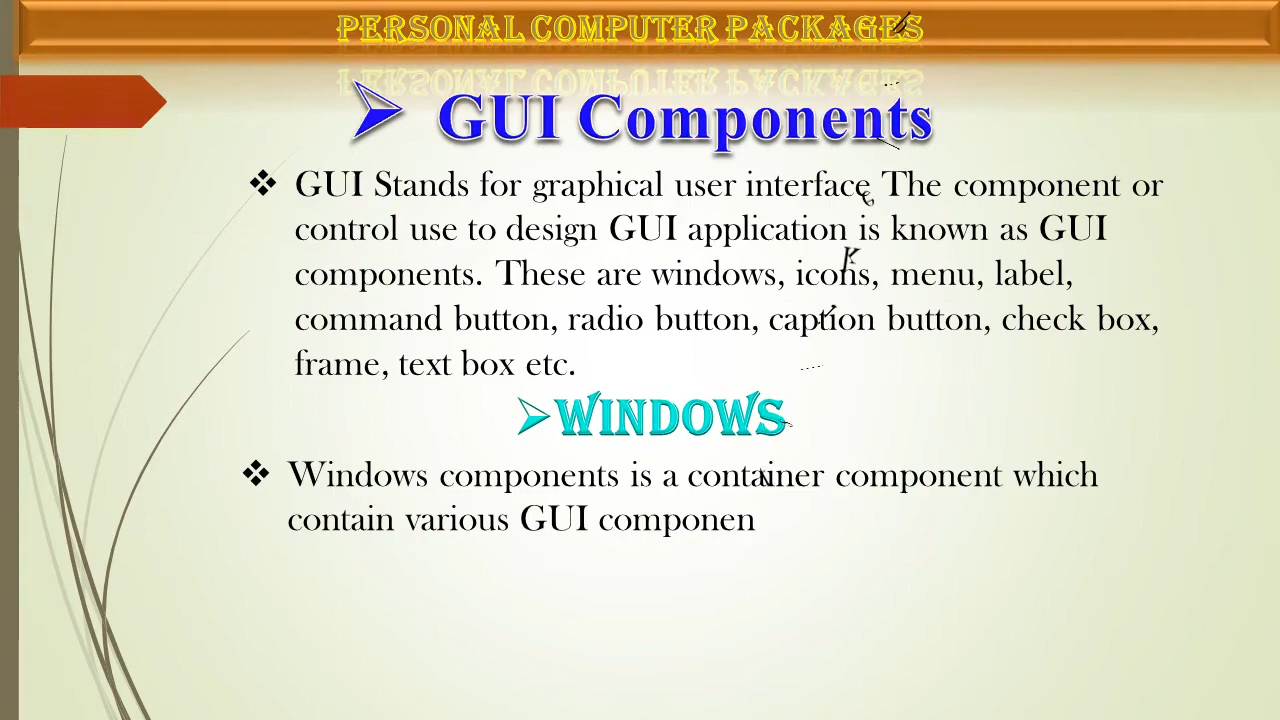 PERSONAL COMPUTER PACKAGES
GUI Components
GUI Stands for graphical user interface The component or
control use to design GUI application is known as GUI
components. These are windows, icons, menu, label,
command button, radio button, caption button, check box,
frame, text box etc.
WINDOWS
Windows components is a container component which
contain various GUI componen